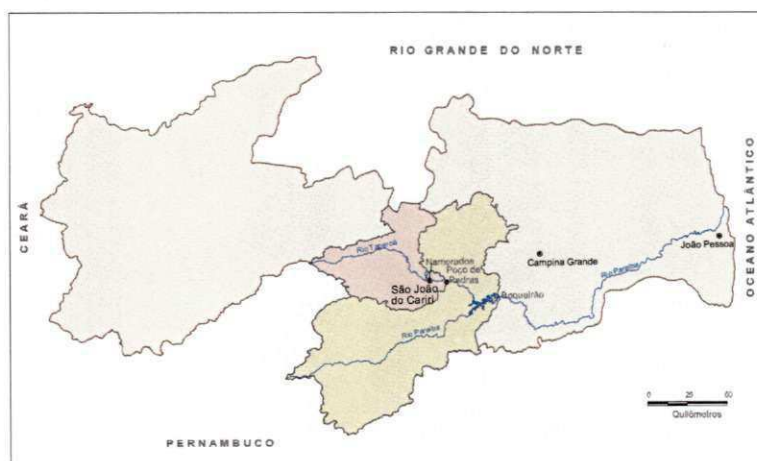 RIO GRANDE DO NORTE
CEARÁ
OCEANO ATLÂNTICO
Rio Taperoá
Namorados
Poço de
Pedras
São João
do Cariri
Campina Grande
João Pessoa
Rio Paraíba
Boqueirão
Rio Paraíba
0 25 50
Quilômetros
PERNAMBUCO